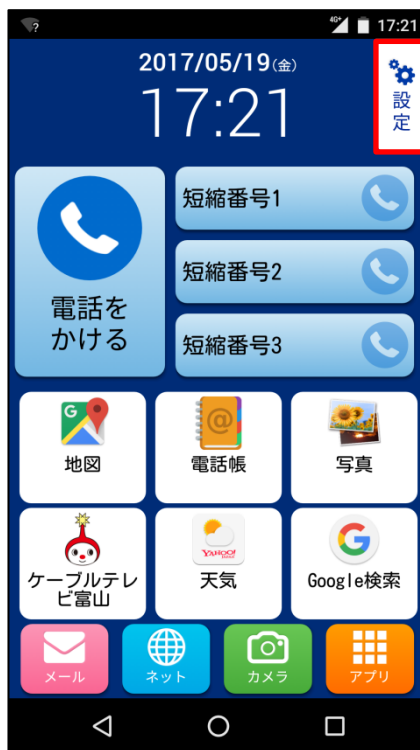 4G+ 17:21
2017/05/19(金)
17:21
設定
電話を
かける
短縮番号1
短縮番号2
短縮番号3
G
地図
@
電話帳
写真
ケーブルテレ
ビ富山
YAHOO!
天気
G
Google検索
メール
ネット
カメラ
アプリ